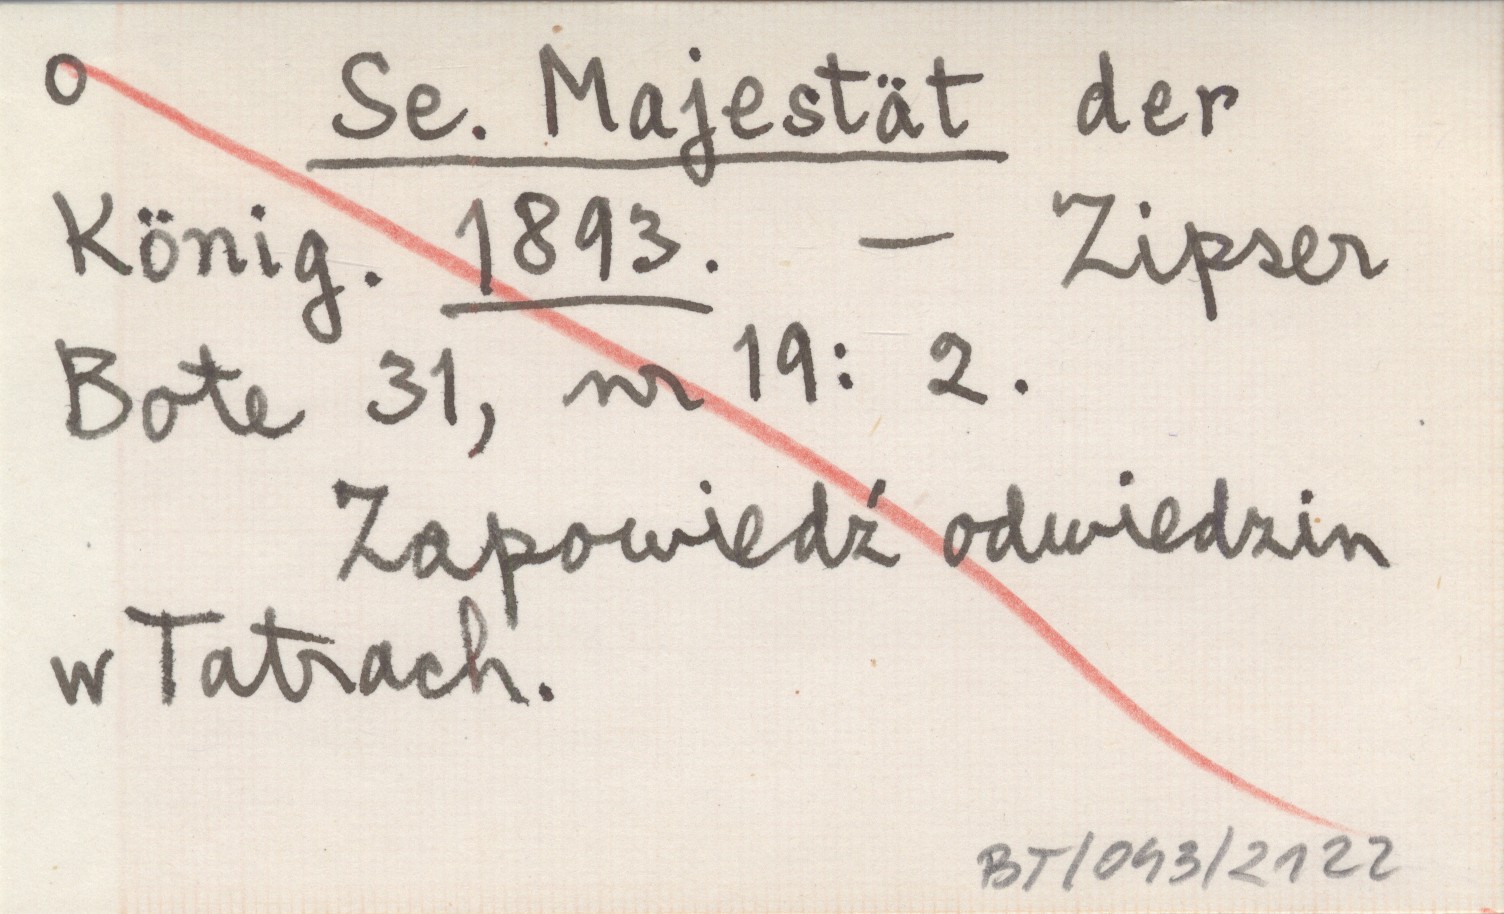 o Se. Majestät der
König. 1893. — Zipser
Bote 31, nr 19: 2.
Zapowiedź odwiedzin
w Tatrach.
BT/093/2122